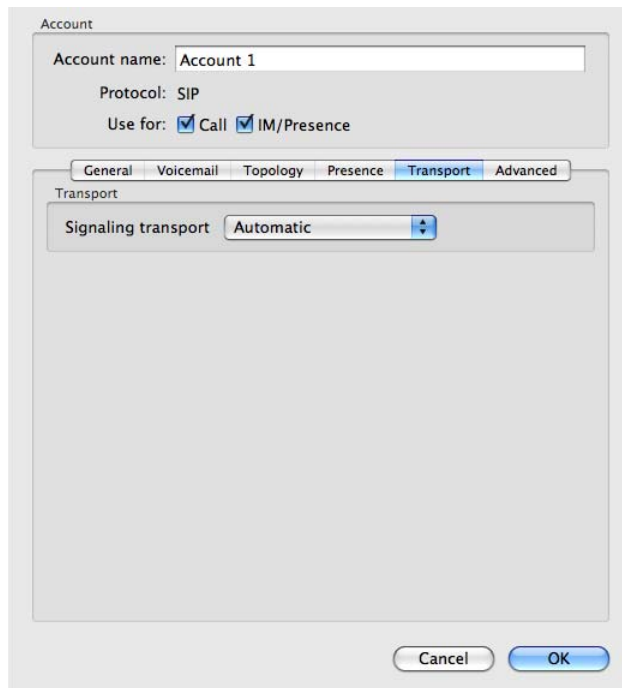 Account
Account name: Account 1
Protocol: SIP
Use for: Call IM/Presence
General Voicemail Topology Presence Transport Advanced
Transport
Signaling transport Automatic
Cancel OK